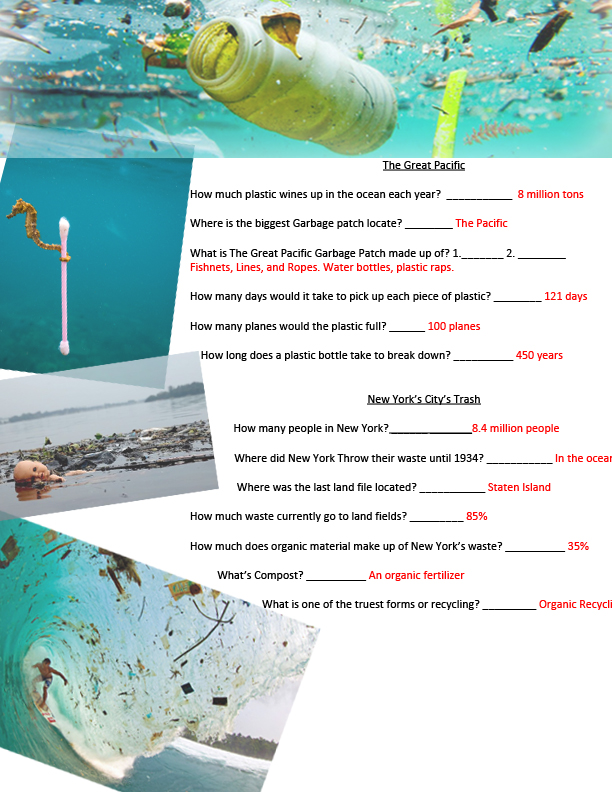 The Great Pacific
How much plastic wines up in the ocean each year? ___________ 8 million tons
Where is the biggest Garbage patch locate? ________ The Pacific
What is The Great Pacific Garbage Patch made up of? 1._______ 2. ________
Fishnets, Lines, and Ropes. Water bottles, plastic raps.
How many days would it take to pick up each piece of plastic? ________ 121 days
How many planes would the plastic full? ______ 100 planes
How long does a plastic bottle take to break down? __________ 450 years
New York's City's Trash
How many people in New York?______________8.4 million people
Where did New York Throw their waste until 1934? ___________ In the ocean
Where was the last land file located? ___________ Staten Island
How much waste currently go to land fields? _________ 85%
How much does organic material make up of New York's waste? __________ 35%
What's Compost? __________ An organic fertilizer
What is one of the truest forms or recycling? _________ Organic Recycli